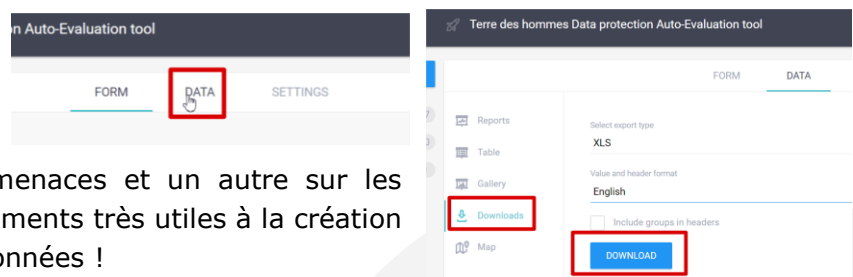 n Auto-Evaluation tool
FORM DATA SETTINGS
menaces et un autre sur les
ments très utiles à la création
onnées !
Terre des hommes Data protection Auto-Evaluation tool
FORM DATA
Reports
Table
Gallery
Downloads
Map
Select export type
XLS
Value and header format
English
Include groups in headers
DOWNLOAD